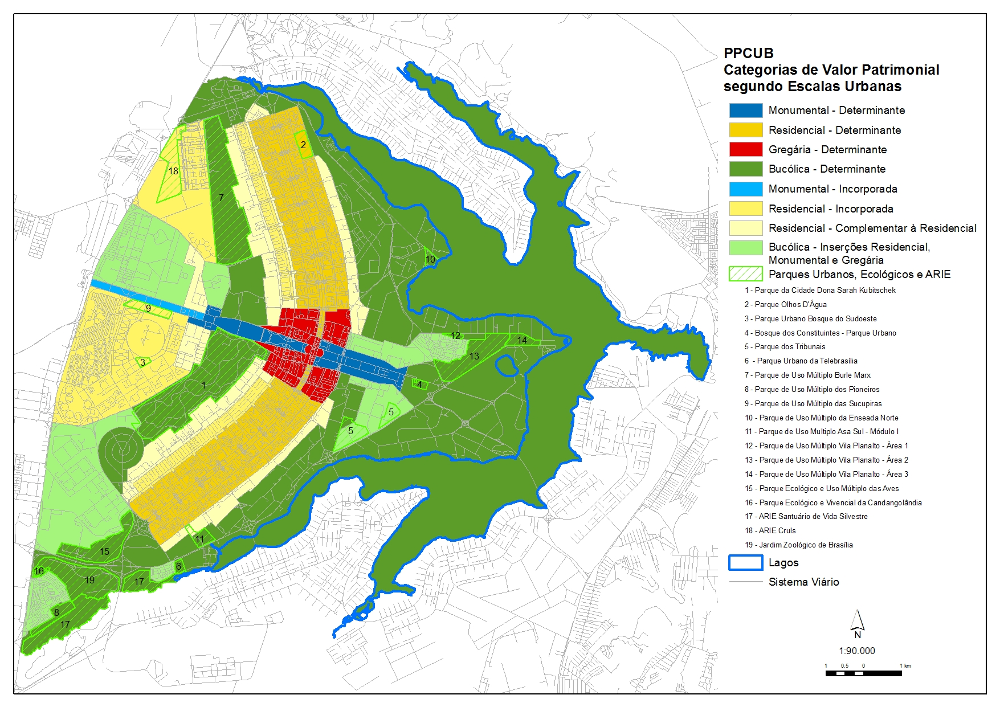 PPCUB
Categorias de Valor Patrimonial
segundo Escalas Urbanas
Monumental - Determinante
Residencial - Determinante
Gregária - Determinante
Bucólica - Determinante
Monumental - Incorporada
Residencial - Incorporada
Residencial - Complementar à Residencial
Bucólica - Inserções Residencial,
Monumental e Gregária
Parques Urbanos, Ecológicos e ARIE
1 - Parque da Cidade Dona Sarah Kubitschek
2 - Parque Olhos D'Água
3 - Parque Urbano Bosque do Sudoeste
4 - Bosque dos Constituintes - Parque Urbano
5 - Parque dos Tribunais
6 - Parque Urbano da Telebrasília
7 - Parque de Uso Múltiplo Burle Marx
8 - Parque de Uso Múltiplo dos Pioneiros
9 - Parque de Uso Múltiplo das Sucupiras
10 - Parque de Uso Múltiplo da Enseada Norte
11 - Parque de Uso Multiplo Asa Sul - Módulo I
12 - Parque de Uso Múltiplo Vila Planalto - Área 1
13 - Parque de Uso Múltiplo Vila Planalto - Área 2
14 - Parque de Uso Múltiplo Vila Planalto - Área 3
15 - Parque Ecológico e Uso Múltiplo das Aves
16 - Parque Ecológico e Vivencial da Candangolândia
17 - ARIE Santuário de Vida Silvestre
18 - ARIE Cruls
19 - Jardim Zoológico de Brasília
Lagos
Sistema Viário
N
1:90.000
1 0,5 0 1 km
2
18
7
10
9
12
14
13
3
1
4
5
5
11
15
6
16
19
17
8
17